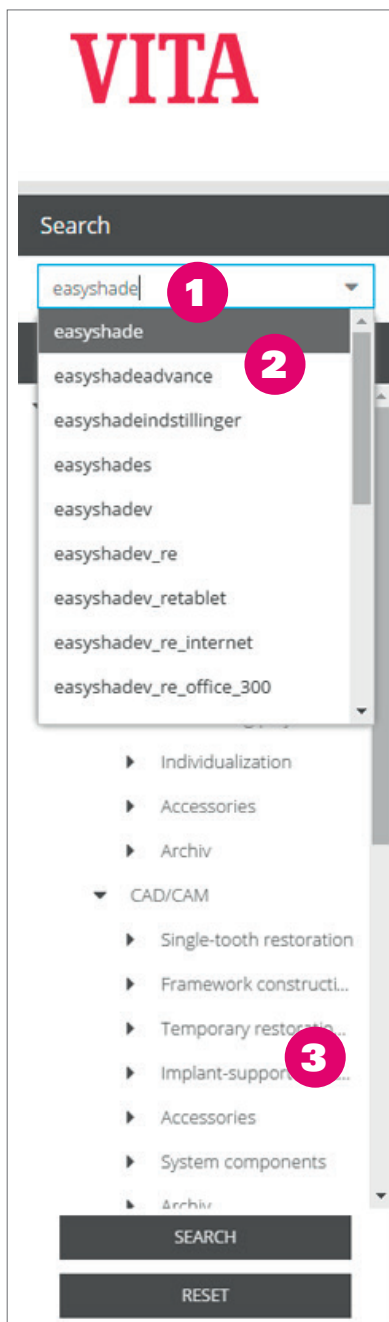 VITA
Search
easyshade
1
easyshade
2
easyshadeadvance
easyshadeindstillinger
easyshades
easyshadev
easyshadev_re
easyshadev_retablet
easyshadev_re_internet
easyshadev_re_office_300
Individualization
Accessories
Archiv
CAD/CAM
Single-tooth restoration
Framework constructi...
Temporary restoratio...
3
Implant-support
Accessories
System components
Archiv
SEARCH
RESET